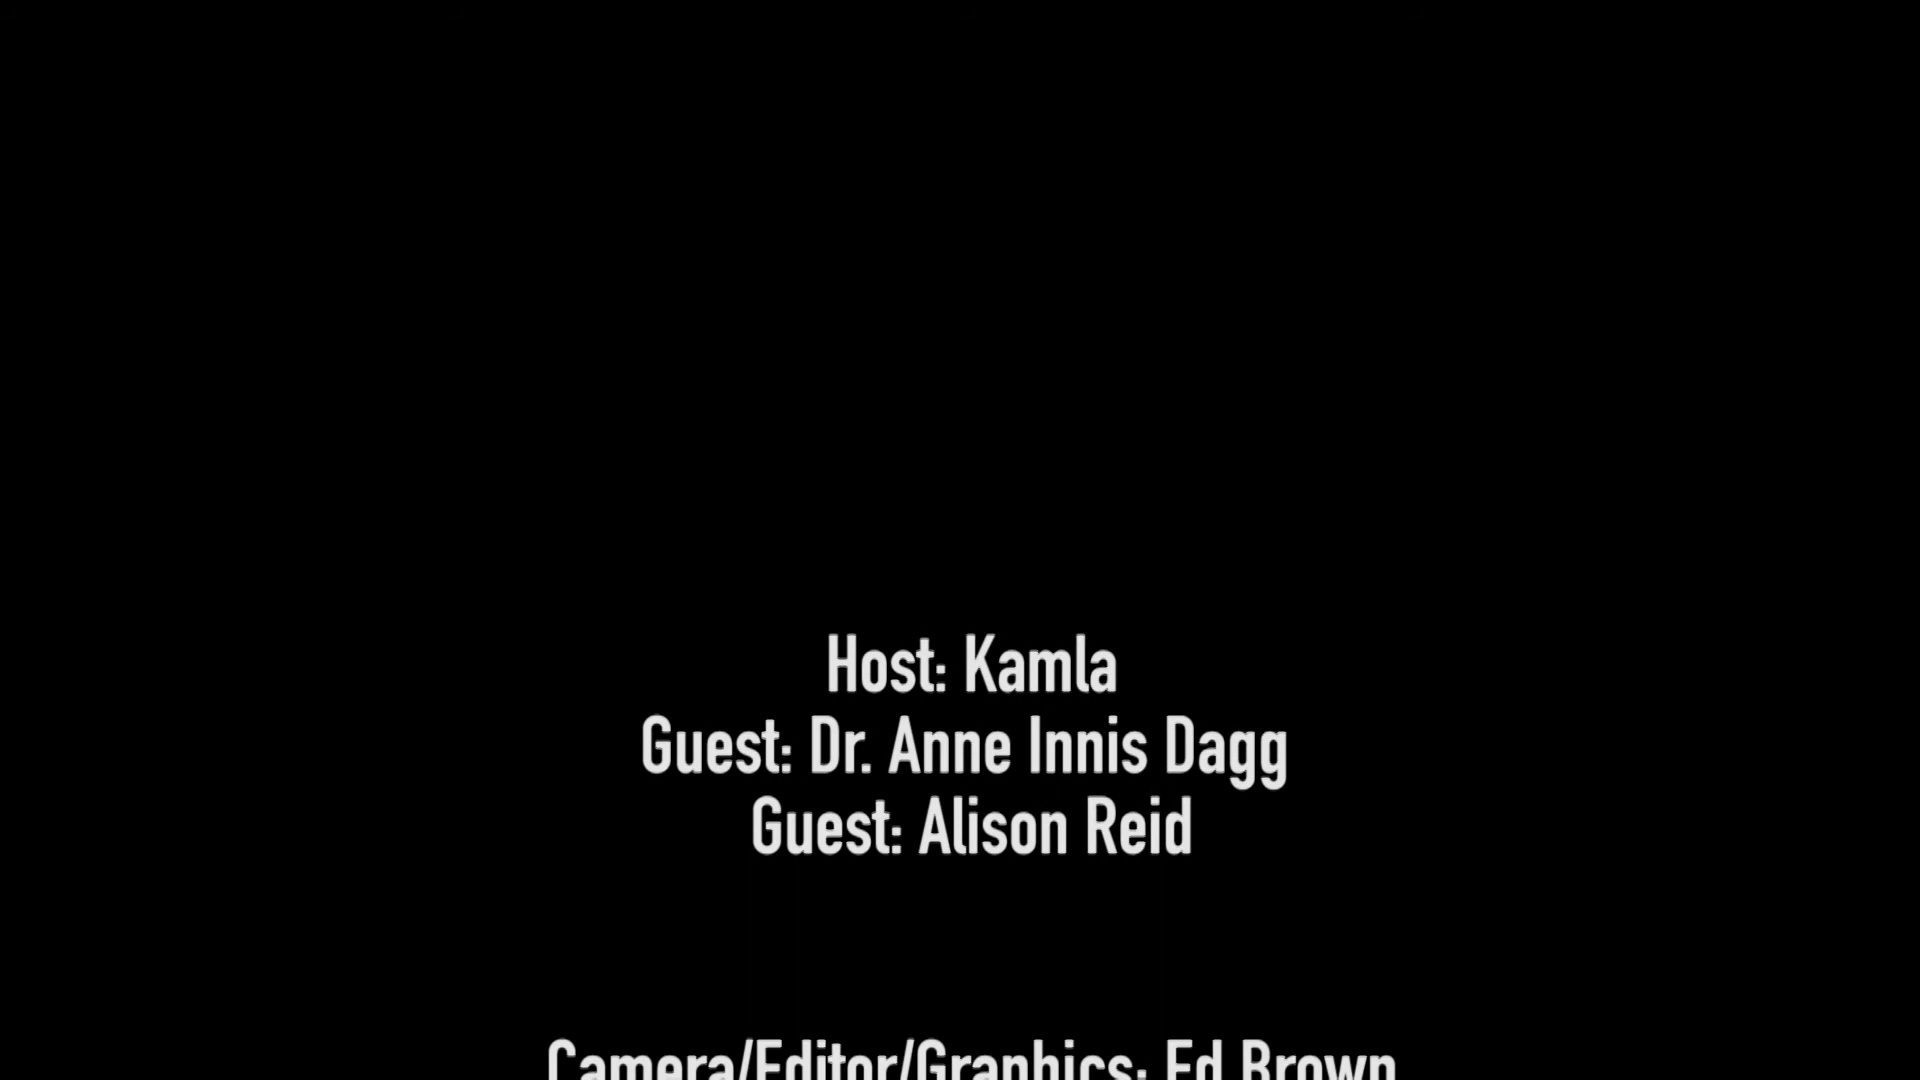 Host: Kamla
Guest: Dr. Anne Innis Dagg
Guest: Alison Reid
Camera/Editor/Graphics: Ed Brown